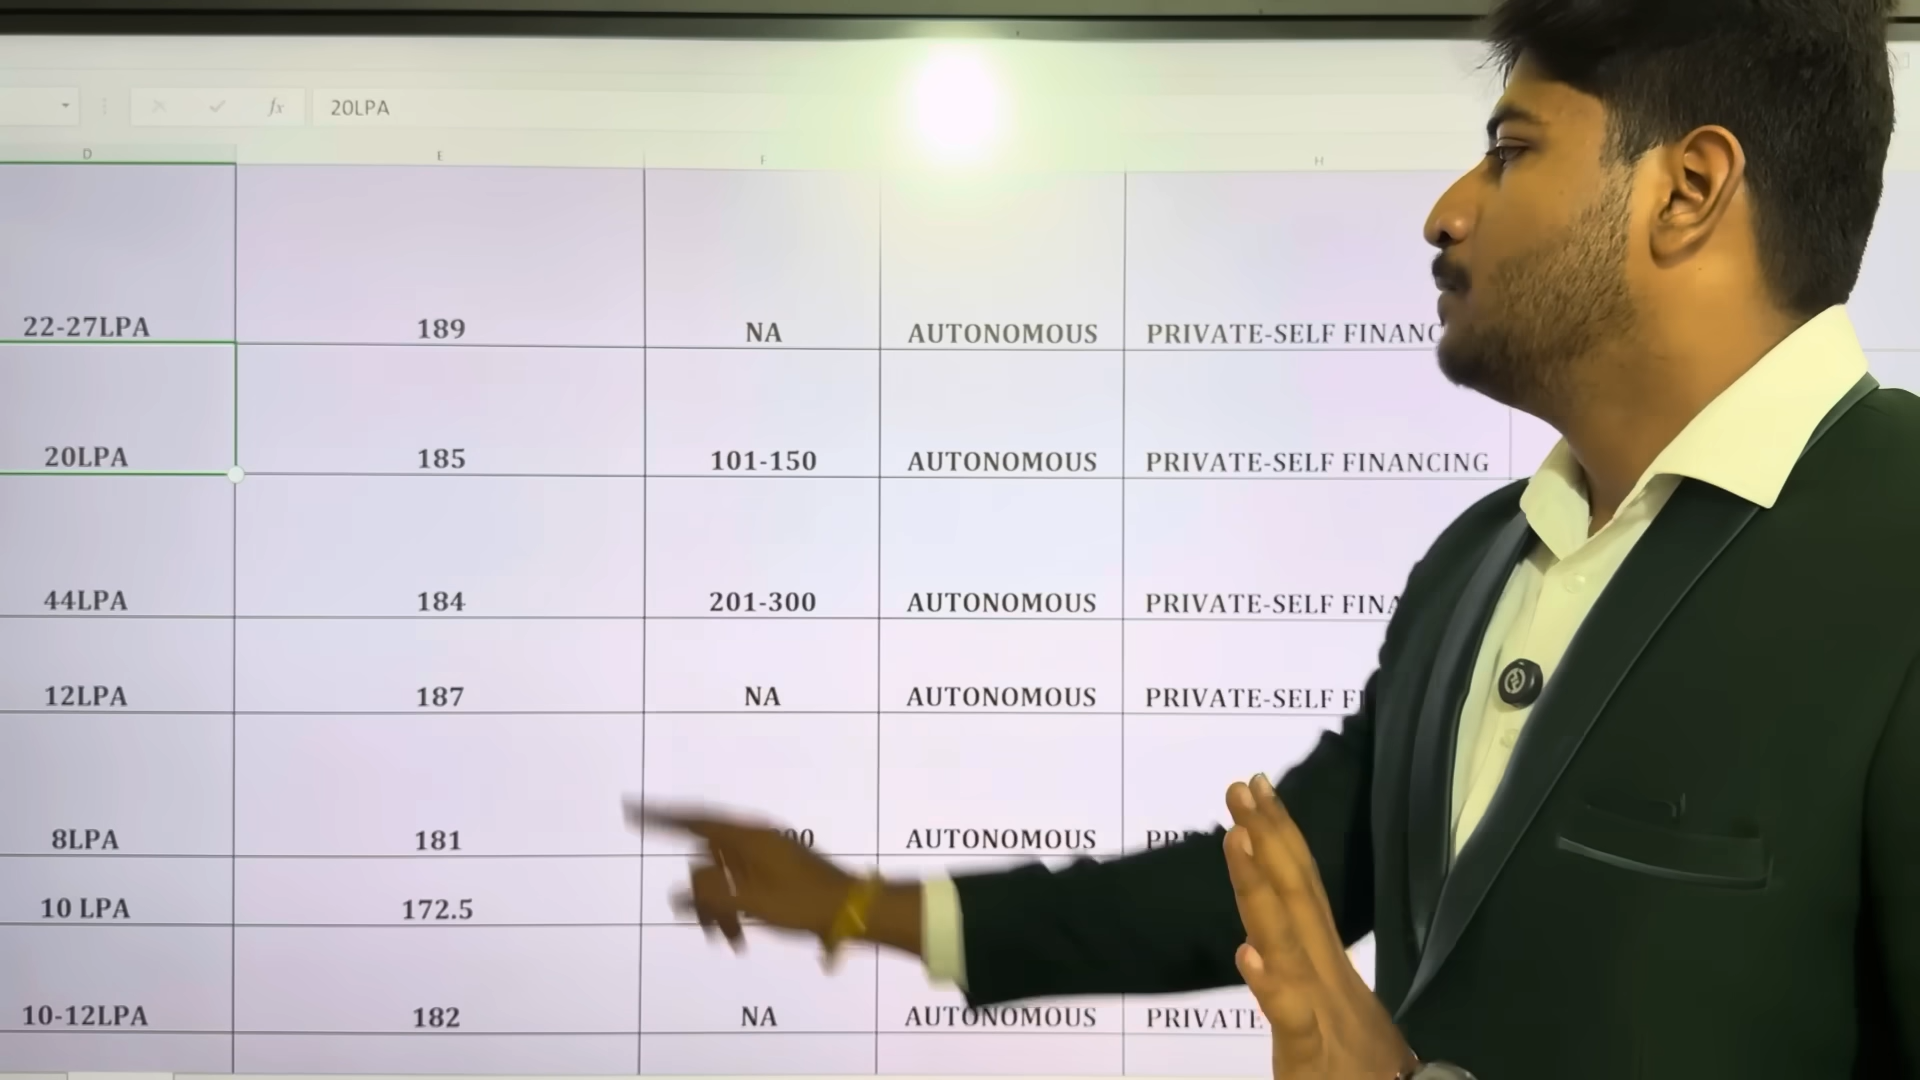 20LPA
D E F H
22-27LPA 189 NA AUTONOMOUS PRIVATE-SELF
20LPA 185 101-150 AUTONOMOUS PRIVATE-SELF FINANCING
44LPA 184 201-300 AUTONOMOUS PRIVATE-SELF
12LPA 187 NA AUTONOMOUS PRIVATE-SELF
8LPA 181 AUTONOMOUS
10 LPA 172.5
10-12LPA 182 NA AUTONOMOUS PRIVATE